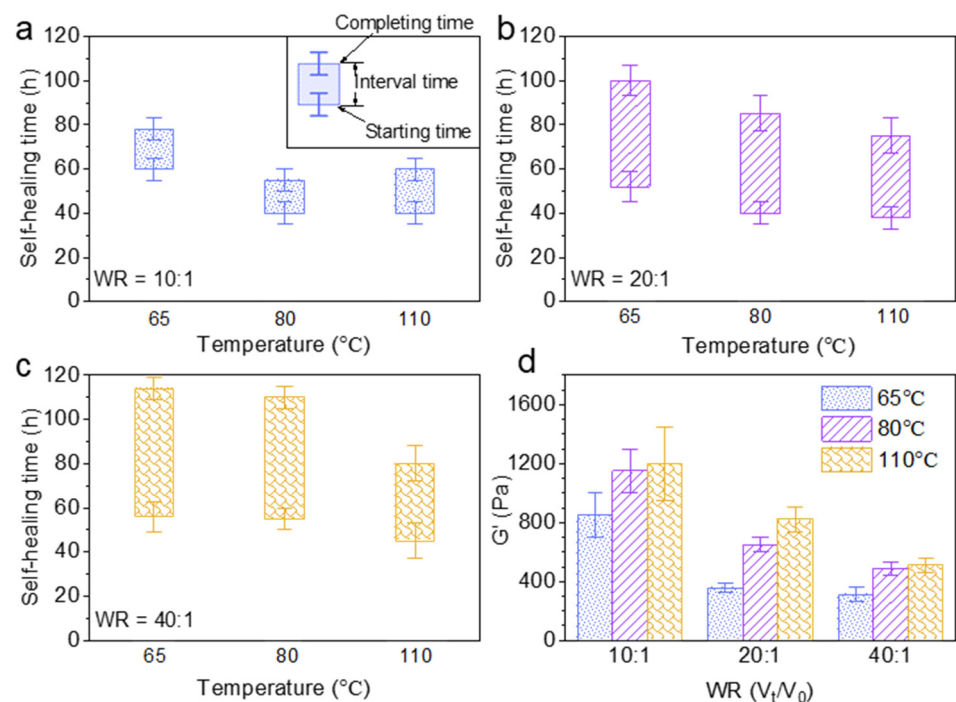 a
120
100
80
60
40
20
0
Self-healing time (h)
Completing time
Interval time
Starting time
WR = 10:1
65 80 110
Temperature (℃)
b
120
100
80
60
40
20
0
Self-healing time (h)
WR = 20:1
65 80 110
Temperature (℃)
c
120
100
80
60
40
20
0
Self-healing time (h)
WR = 40:1
65 80 110
Temperature (℃)
d
1600
1200
800
400
0
G' (Pa)
65℃
80℃
110℃
10:1 20:1 40:1
WR (Vt/V0)